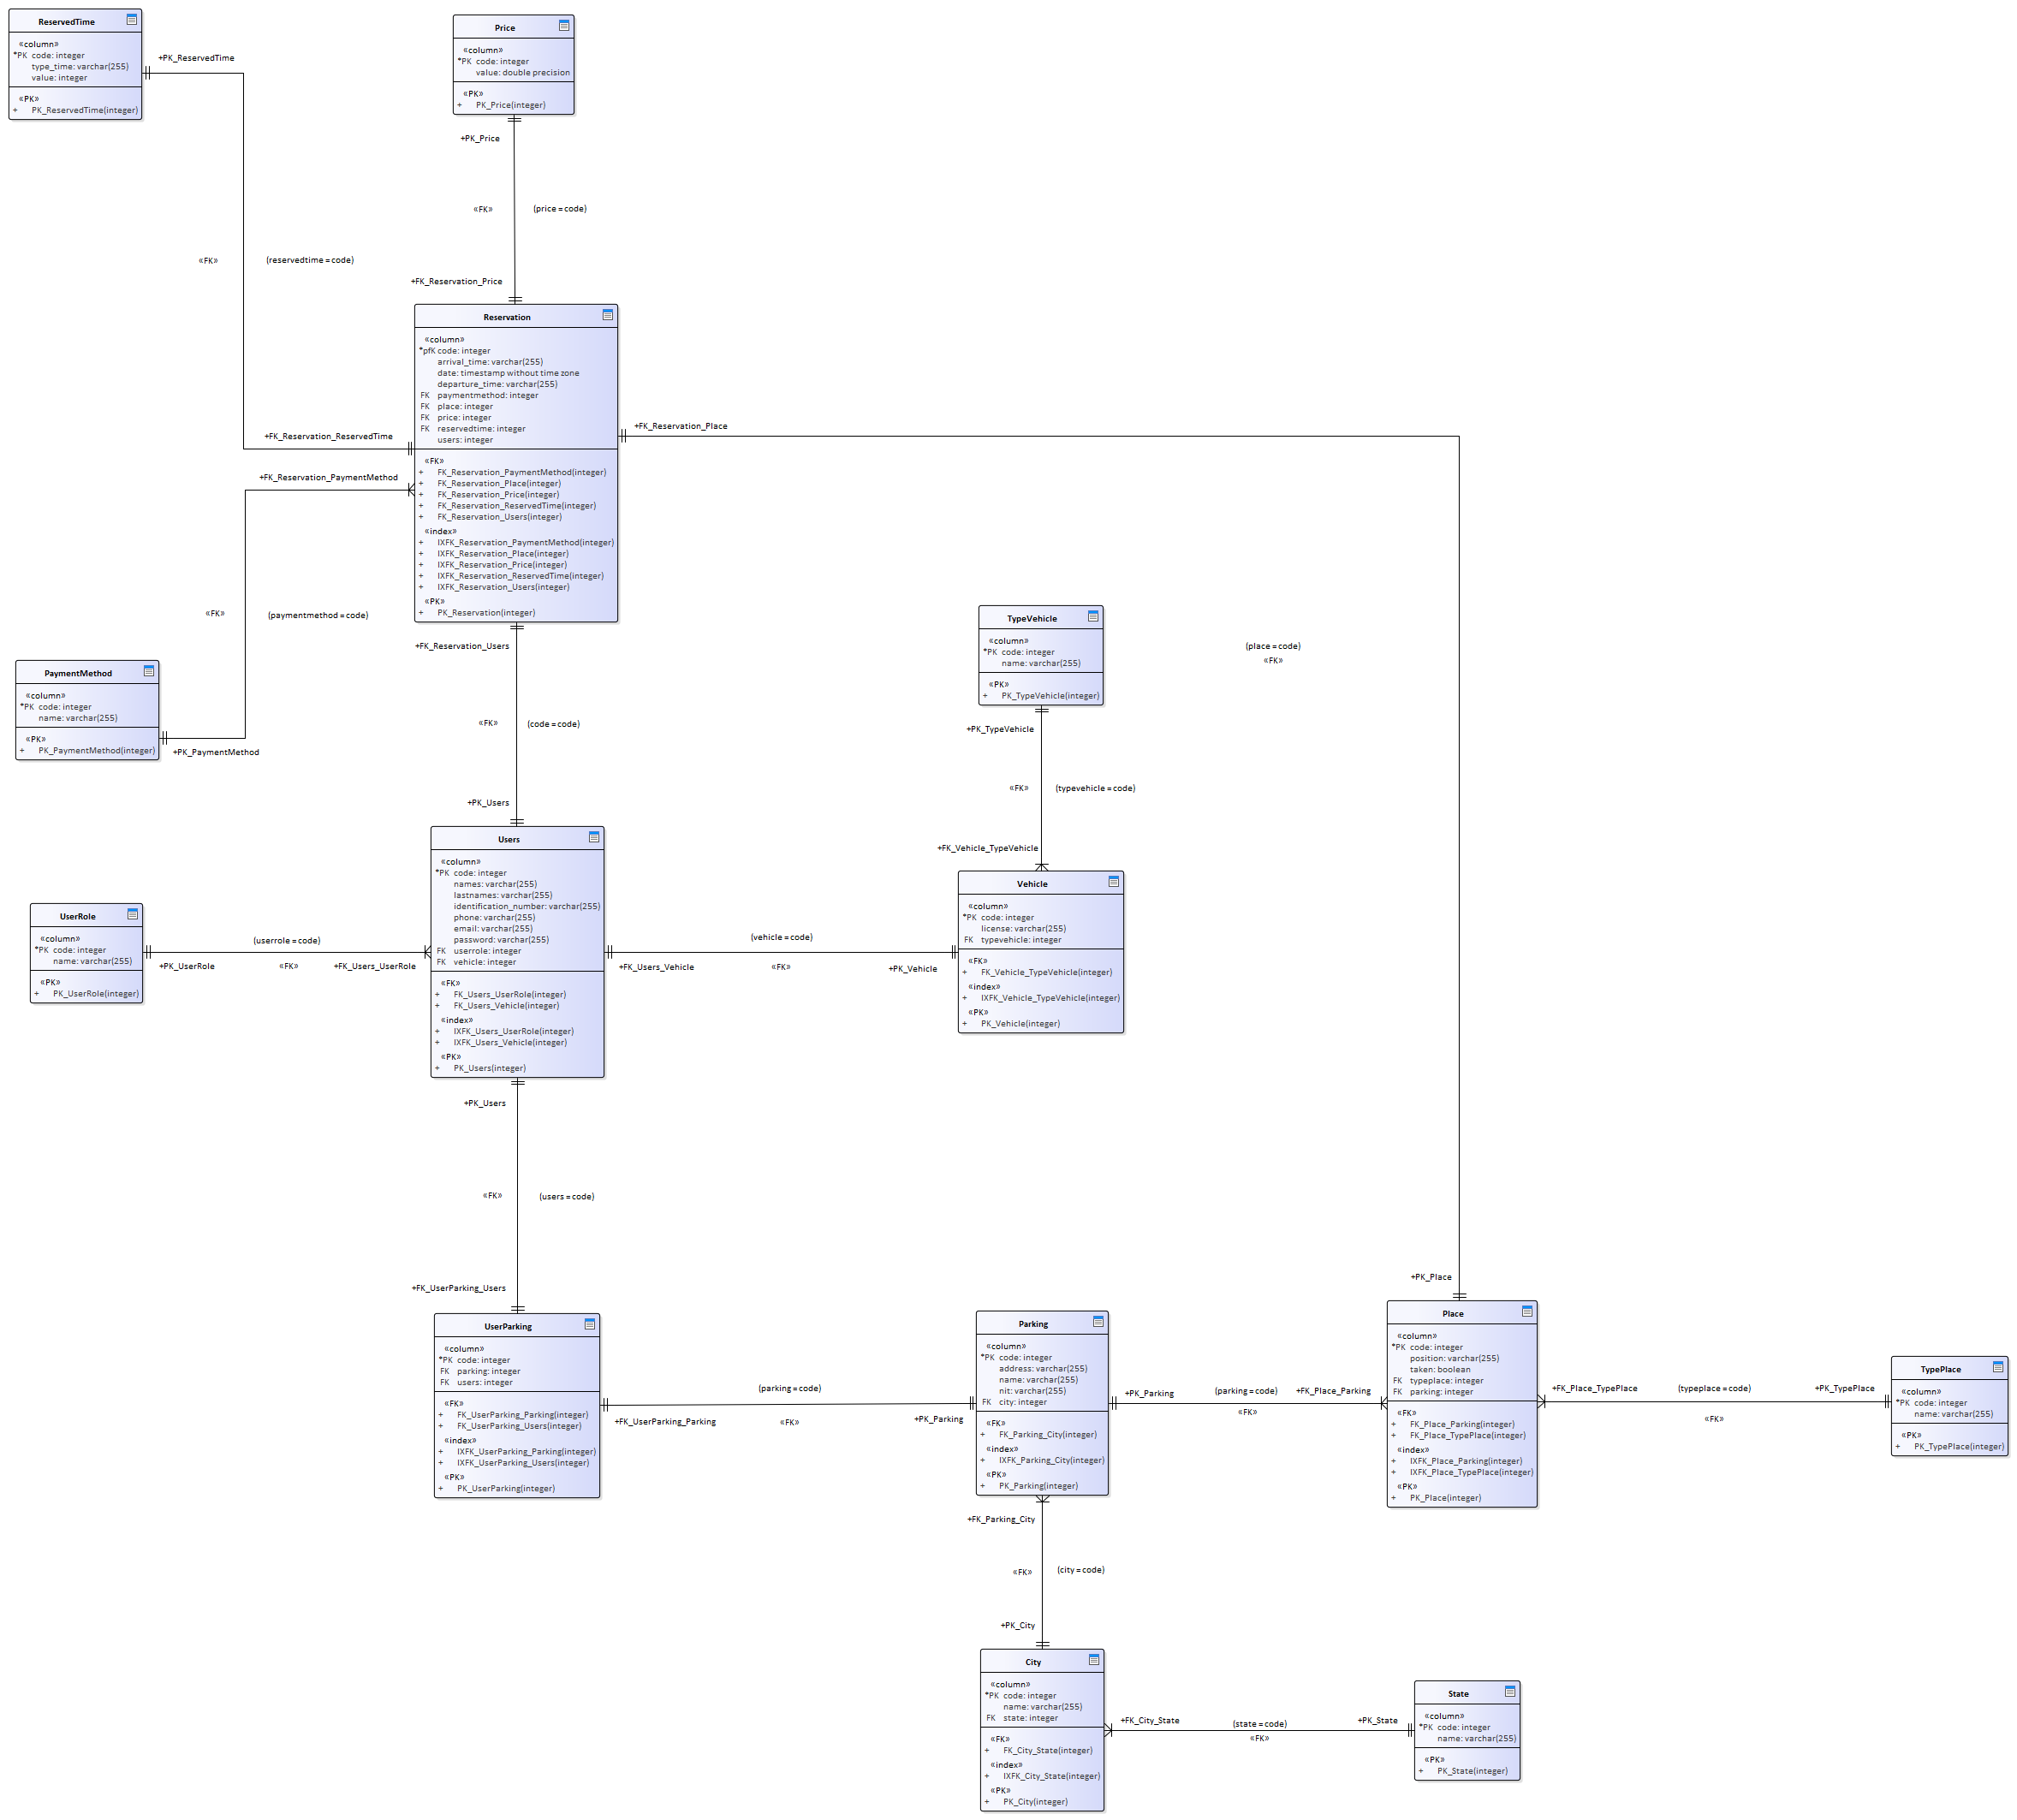 ReservedTime
«column»
*PK code: integer
type_time: varchar(255)
value: integer
«PK»
+ PK_ReservedTime(integer)
+PK_ReservedTime
Price
«column»
*PK code: integer
value: double precision
«PK»
+ PK_Price(integer)
+PK_Price
«FK»
(price = code)
«FK»
(reservedtime = code)
+FK_Reservation_Price
Reservation
«column»
*pfK code: integer
arrival_time: varchar(255)
date: timestamp without time zone
departure_time: varchar(255)
FK paymentmethod: integer
FK place: integer
FK price: integer
FK reservedtime: integer
users: integer
«FK»
+ FK_Reservation_PaymentMethod(integer)
+ FK_Reservation_Place(integer)
+ FK_Reservation_Price(integer)
+ FK_Reservation_ReservedTime(integer)
+ FK_Reservation_Users(integer)
«index»
+ IXFK_Reservation_PaymentMethod(integer)
+ IXFK_Reservation_Place(integer)
+ IXFK_Reservation_Price(integer)
+ IXFK_Reservation_ReservedTime(integer)
+ IXFK_Reservation_Users(integer)
«PK»
+ PK_Reservation(integer)
+FK_Reservation_Place
+FK_Reservation_ReservedTime
+FK_Reservation_PaymentMethod
«FK»
(paymentmethod = code)
+FK_Reservation_Users
PaymentMethod
«column»
*PK code: integer
name: varchar(255)
«PK»
+ PK_PaymentMethod(integer)
+PK_PaymentMethod
«FK»
(code = code)
+PK_Users
TypeVehicle
«column»
*PK code: integer
name: varchar(255)
«PK»
+ PK_TypeVehicle(integer)
+PK_TypeVehicle
(place = code)
«FK»
«FK»
(typevehicle = code)
+FK_Vehicle_TypeVehicle
Users
«column»
*PK code: integer
names: varchar(255)
lastnames: varchar(255)
identification_number: varchar(255)
phone: varchar(255)
email: varchar(255)
password: varchar(255)
FK userrole: integer
FK vehicle: integer
«FK»
+ FK_Users_UserRole(integer)
+ FK_Users_Vehicle(integer)
«index»
+ IXFK_Users_UserRole(integer)
+ IXFK_Users_Vehicle(integer)
«PK»
+ PK_Users(integer)
UserRole
«column»
*PK code: integer
name: varchar(255)
«PK»
+ PK_UserRole(integer)
(userrole = code)
+PK_UserRole
«FK»
+FK_Users_UserRole
(vehicle = code)
+FK_Users_Vehicle
«FK»
+PK_Vehicle
Vehicle
«column»
*PK code: integer
license: varchar(255)
FK typevehicle: integer
«FK»
+ FK_Vehicle_TypeVehicle(integer)
«index»
+ IXFK_Vehicle_TypeVehicle(integer)
«PK»
+ PK_Vehicle(integer)
+PK_Users
«FK»
(users = code)
+FK_UserParking_Users
+PK_Place
UserParking
«column»
*PK code: integer
FK parking: integer
FK users: integer
«FK»
+ FK_UserParking_Parking(integer)
+ FK_UserParking_Users(integer)
«index»
+ IXFK_UserParking_Parking(integer)
+ IXFK_UserParking_Users(integer)
«PK»
+ PK_UserParking(integer)
(parking = code)
+FK_UserParking_Parking
«FK»
+PK_Parking
Parking
«column»
*PK code: integer
address: varchar(255)
name: varchar(255)
nit: varchar(255)
FK city: integer
«FK»
+ FK_Parking_City(integer)
«index»
+ IXFK_Parking_City(integer)
«PK»
+ PK_Parking(integer)
+PK_Parking
(parking = code)
«FK»
+FK_Place_Parking
Place
«column»
*PK code: integer
position: varchar(255)
taken: boolean
FK typeplace: integer
FK parking: integer
«FK»
+ FK_Place_Parking(integer)
+ FK_Place_TypePlace(integer)
«index»
+ IXFK_Place_Parking(integer)
+ IXFK_Place_TypePlace(integer)
«PK»
+ PK_Place(integer)
+FK_Place_TypePlace
(typeplace = code)
«FK»
+PK_TypePlace
TypePlace
«column»
*PK code: integer
name: varchar(255)
«PK»
+ PK_TypePlace(integer)
+FK_Parking_City
«FK»
(city = code)
+PK_City
City
«column»
*PK code: integer
name: varchar(255)
FK state: integer
«FK»
+ FK_City_State(integer)
«index»
+ IXFK_City_State(integer)
«PK»
+ PK_City(integer)
+FK_City_State
(state = code)
«FK»
+PK_State
State
«column»
*PK code: integer
name: varchar(255)
«PK»
+ PK_State(integer)